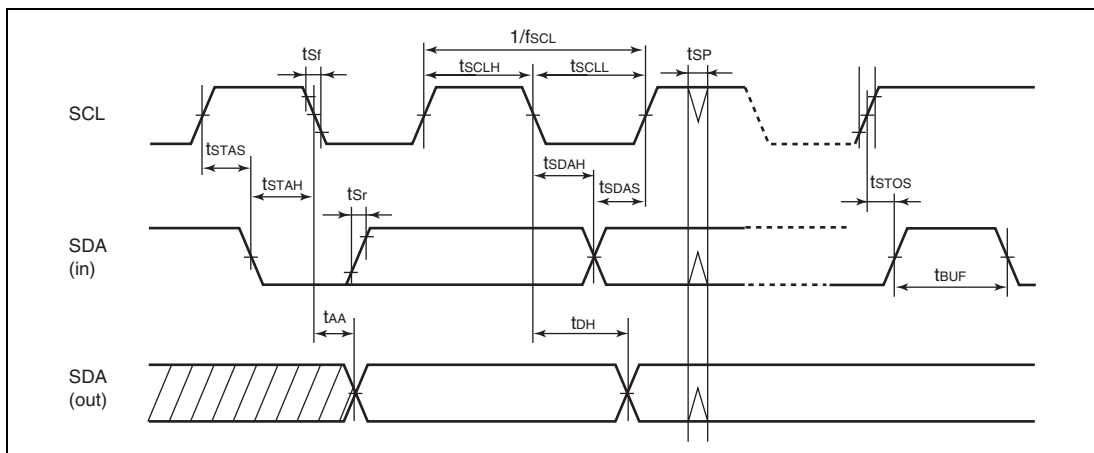 1/fSCL
tSf
tSP
tSCLH
tSCLL
SCL
tSTAS
tSTAH
tSDAH
tSTOS
tSDAS
tSr
SDA
(in)
tBUF
tAA
tDH
SDA
(out)